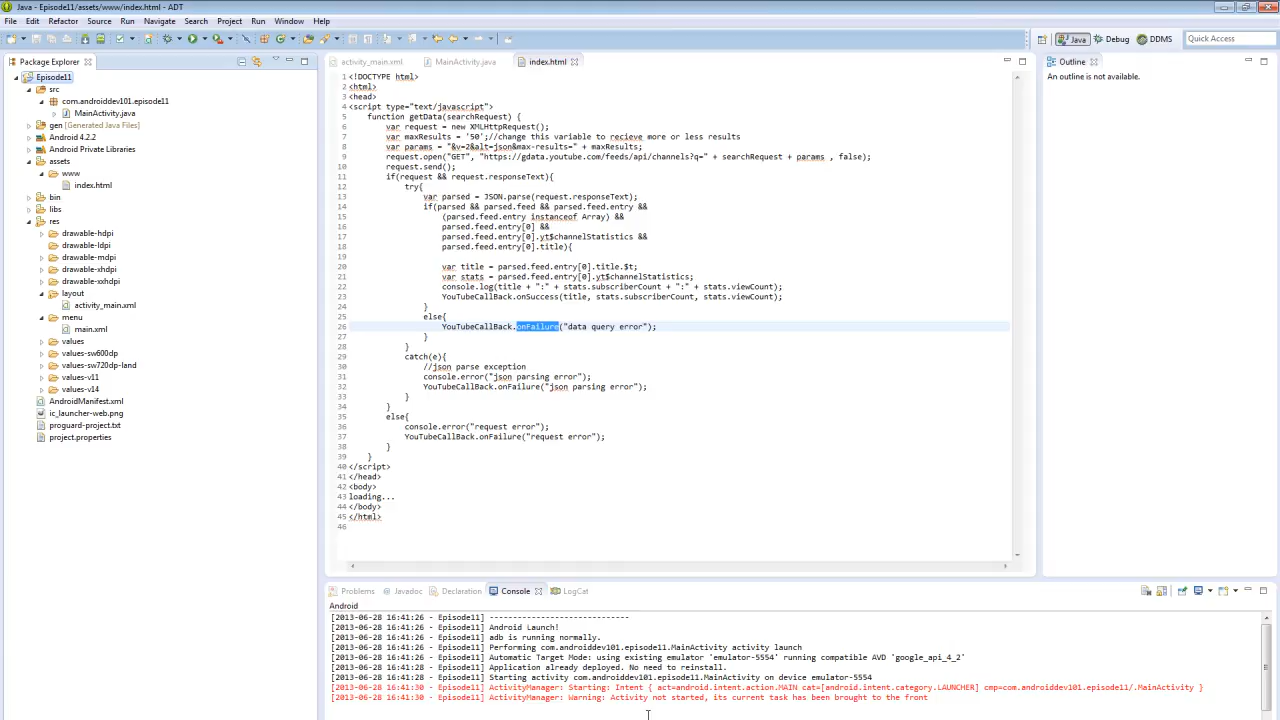 Java - Episode11/assets/www/index.html - ADT
File Edit Refactor Source Run Navigate Search Project Run Window Help
Java Debug DDMS Quick Access
Package Explorer
Episode11
src
com.androiddev101.episode11
MainActivity.java
gen [Generated Java Files]
Android 4.2.2
Android Private Libraries
assets
www
index.html
bin
libs
res
drawable-hdpi
drawable-ldpi
drawable-mdpi
drawable-xhdpi
drawable-xxhdpi
layout
activity_main.xml
menu
main.xml
values
values-sw600dp
values-sw720dp-land
values-v11
values-v14
AndroidManifest.xml
ic_launcher-web.png
proguard-project.txt
project.properties
activity_main.xml MainActivity.java index.html
1 <!DOCTYPE html>
2 <html>
3 <head>
4 <script type="text/javascript">
5 function getData(searchRequest) {
6 var request = new XMLHttpRequest();
7 var maxResults = '50';//change this variable to recieve more or less results
8 var params = "&v=2&alt=json&max-results=" + maxResults;
9 request.open("GET", "https://gdata.youtube.com/feeds/api/channels?q=" + searchRequest + params , false);
10 request.send();
11 if(request && request.responseText){
12 try{
13 var parsed = JSON.parse(request.responseText);
14 if(parsed && parsed.feed && parsed.feed.entry &&
15 (parsed.feed.entry instanceof Array) &&
16 parsed.feed.entry[0] &&
17 parsed.feed.entry[0].yt$channelStatistics &&
18 parsed.feed.entry[0].title){
19
20 var title = parsed.feed.entry[0].title.$t;
21 var stats = parsed.feed.entry[0].yt$channelStatistics;
22 console.log(title + ":" + stats.subscriberCount + ":" + stats.viewCount);
23 YouTubeCallBack.onSuccess(title, stats.subscriberCount, stats.viewCount);
24 }
25 else{
26 YouTubeCallBack.onFailure("data query error");
27 }
28 }
29 catch(e){
30 //json parse exception
31 console.error("json parsing error");
32 YouTubeCallBack.onFailure("json parsing error");
33 }
34 }
35 else{
36 console.error("request error");
37 YouTubeCallBack.onFailure("request error");
38 }
39 }
40 </script>
41 </head>
42 <body>
43 loading...
44 </body>
45 </html>
46
Outline
An outline is not available.
Problems Javadoc Declaration Console LogCat
Android
[2013-06-28 16:41:26 - Episode11] ------------------------------
[2013-06-28 16:41:26 - Episode11] Android Launch!
[2013-06-28 16:41:26 - Episode11] adb is running normally.
[2013-06-28 16:41:26 - Episode11] Performing com.androiddev101.episode11.MainActivity activity launch
[2013-06-28 16:41:26 - Episode11] Automatic Target Mode: using existing emulator 'emulator-5554' running compatible AVD 'google_api_4_2'
[2013-06-28 16:41:28 - Episode11] Application already deployed. No need to reinstall.
[2013-06-28 16:41:28 - Episode11] Starting activity com.androiddev101.episode11.MainActivity on device emulator-5554
[2013-06-28 16:41:30 - Episode11] ActivityManager: Starting: Intent { act=android.intent.action.MAIN cat=[android.intent.category.LAUNCHER] cmp=com.androiddev101.episode11/.MainActivity }
[2013-06-28 16:41:30 - Episode11] ActivityManager: Warning: Activity not started, its current task has been brought to the front